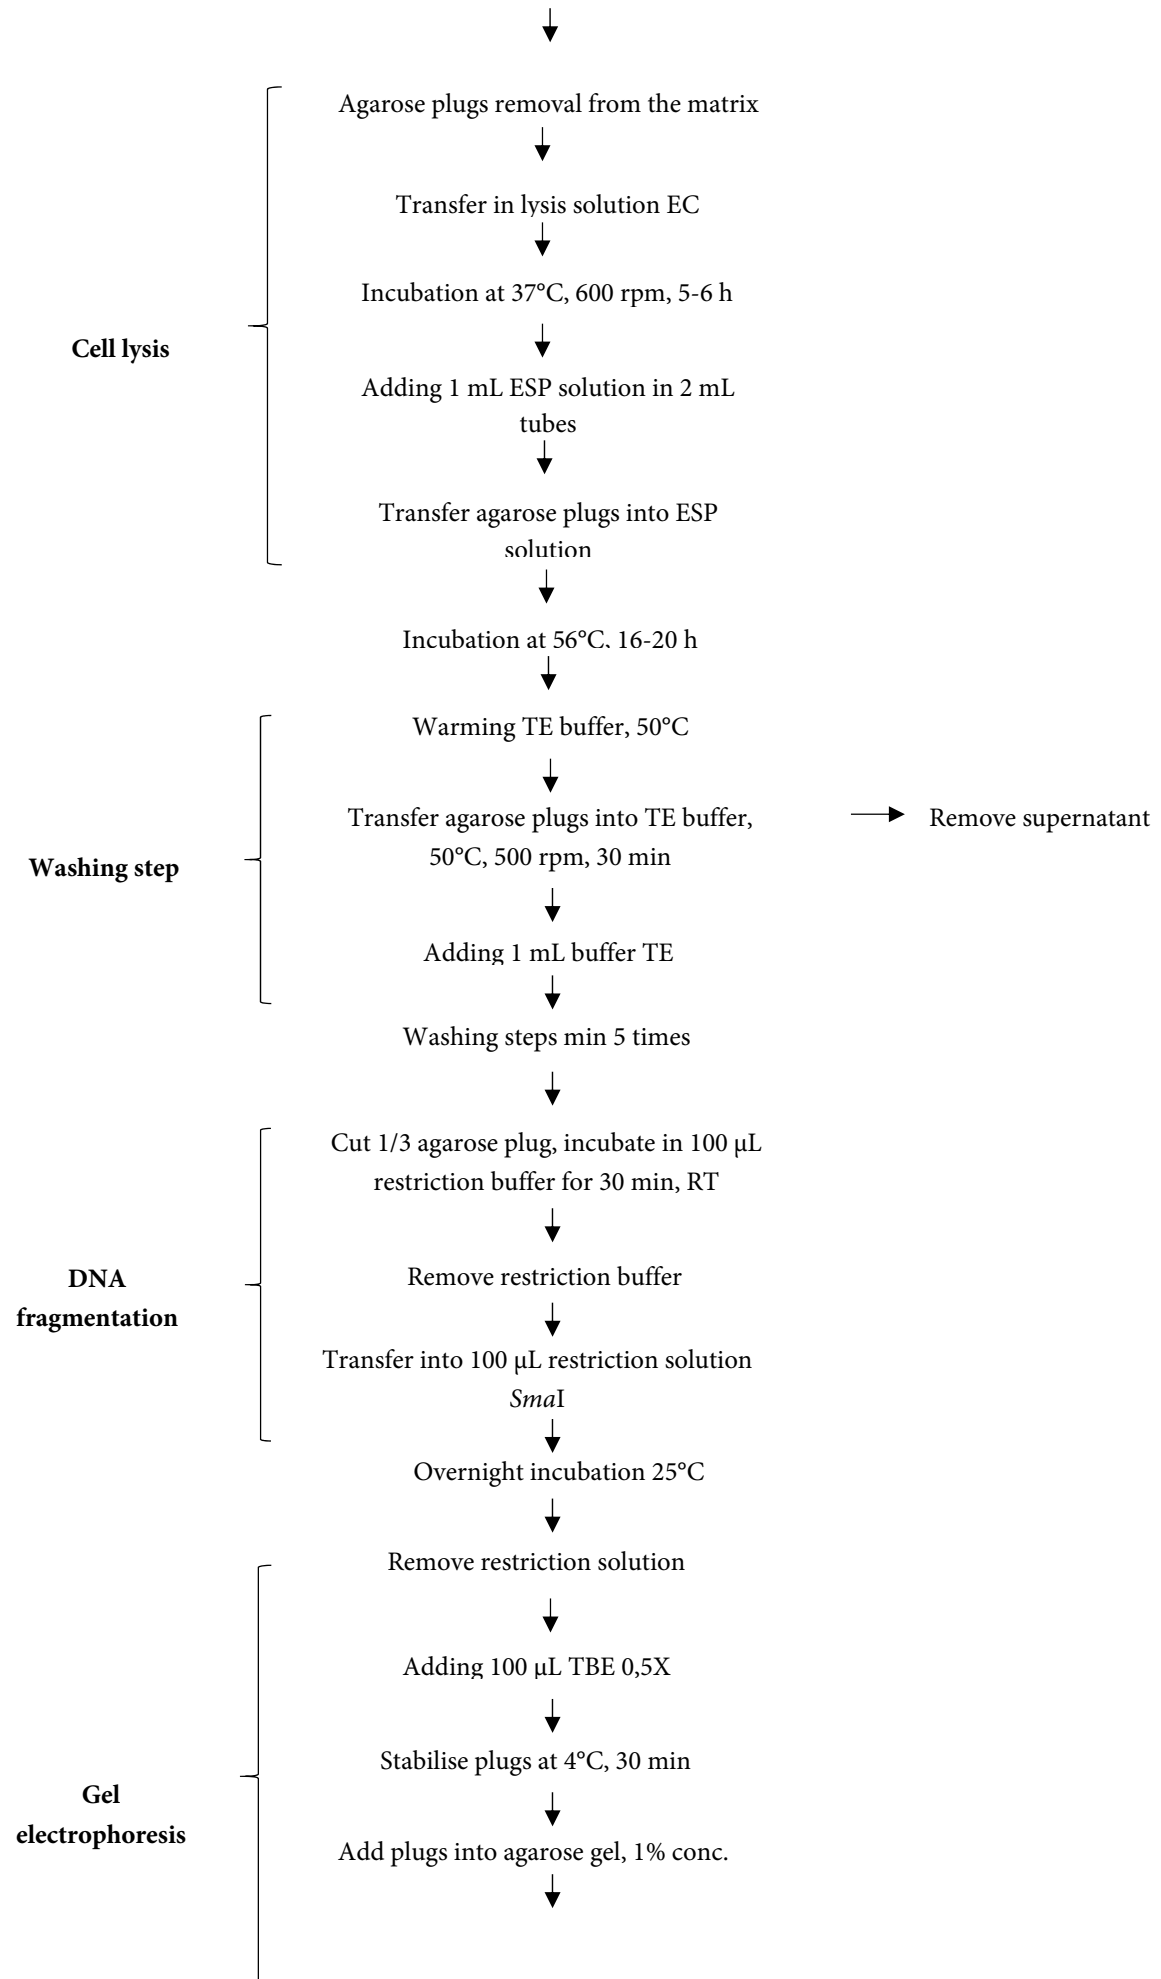 Agarose plugs removal from the matrix
Transfer in lysis solution EC
Incubation at 37°C, 600 rpm, 5-6 h
Cell lysis
Adding 1 mL ESP solution in 2 mL
tubes
Transfer agarose plugs into ESP
solution
Incubation at 56°C, 16-20 h
Warming TE buffer, 50°C
Transfer agarose plugs into TE buffer,
50°C, 500 rpm, 30 min
Remove supernatant
Washing step
Adding 1 mL buffer TE
Washing steps min 5 times
Cut 1/3 agarose plug, incubate in 100 µL
restriction buffer for 30 min, RT
DNA
fragmentation
Remove restriction buffer
Transfer into 100 µL restriction solution
SmaI
Overnight incubation 25°C
Remove restriction solution
Adding 100 µL TBE 0,5X
Stabilise plugs at 4°C, 30 min
Gel
electrophoresis
Add plugs into agarose gel, 1% conc.